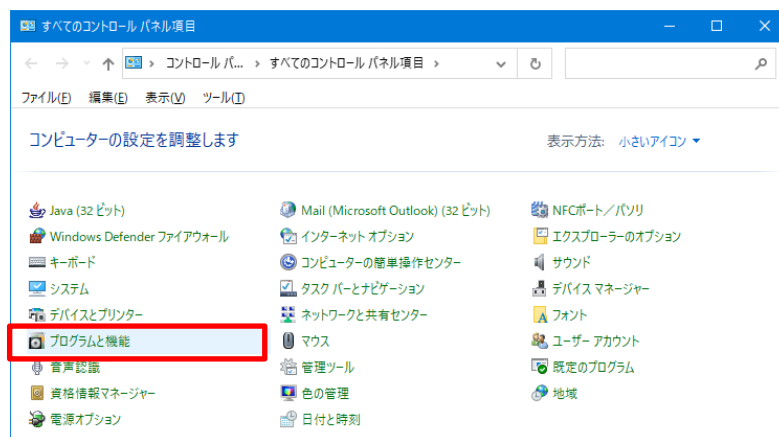 すべてのコントロール パネル項目
コントロール パ... › すべてのコントロール パネル項目 ›
ファイル(F) 編集(E) 表示(V) ツール(T)
コンピューターの設定を調整します
表示方法: 小さいアイコン
Java (32 ビット) Mail (Microsoft Outlook) (32 ビット) NFCポート／パソリ
Windows Defender ファイアウォール インターネット オプション エクスプローラーのオプション
キーボード コンピューターの簡単操作センター サウンド
システム タスク バーとナビゲーション デバイス マネージャー
デバイスとプリンター ネットワークと共有センター フォント
プログラムと機能 マウス ユーザー アカウント
音声認識 管理ツール 既定のプログラム
資格情報マネージャー 色の管理 地域
電源オプション 日付と時刻